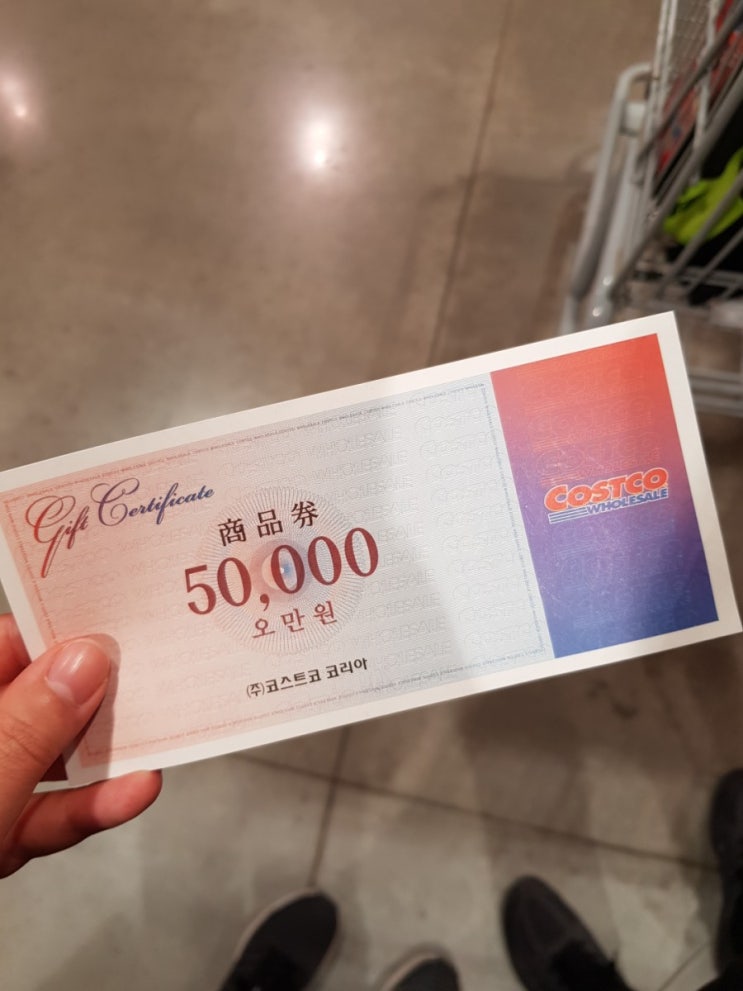 Gift Certificate
商品券
50,000
오만원
(주)코스트코 코리아
COSTCO
WHOLESALE